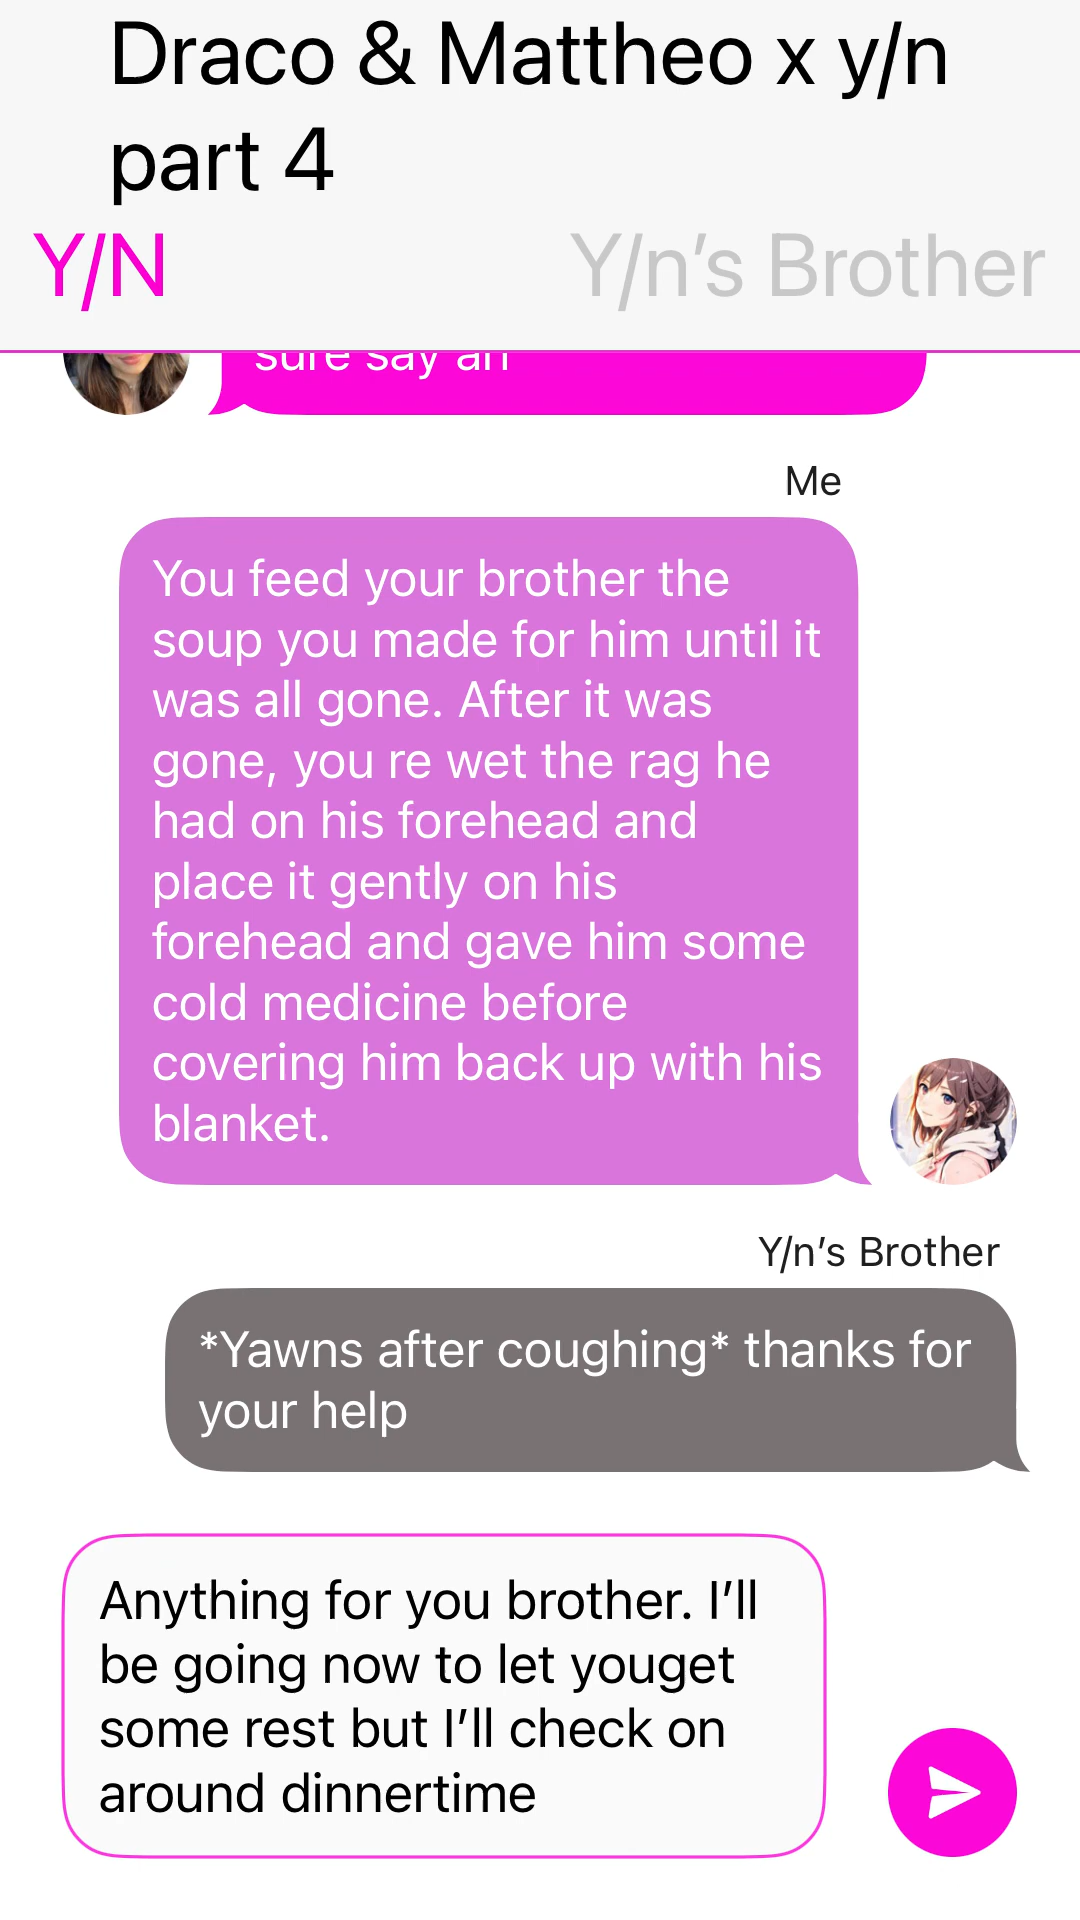 Draco & Mattheo x y/n
part 4
Y/N
Y/n’s Brother
sure say ah
Me
You feed your brother the
soup you made for him until it
was all gone. After it was
gone, you re wet the rag he
had on his forehead and
place it gently on his
forehead and gave him some
cold medicine before
covering him back up with his
blanket.
Y/n’s Brother
*Yawns after coughing* thanks for
your help
Anything for you brother. I’ll
be going now to let youget
some rest but I’ll check on
around dinnertime